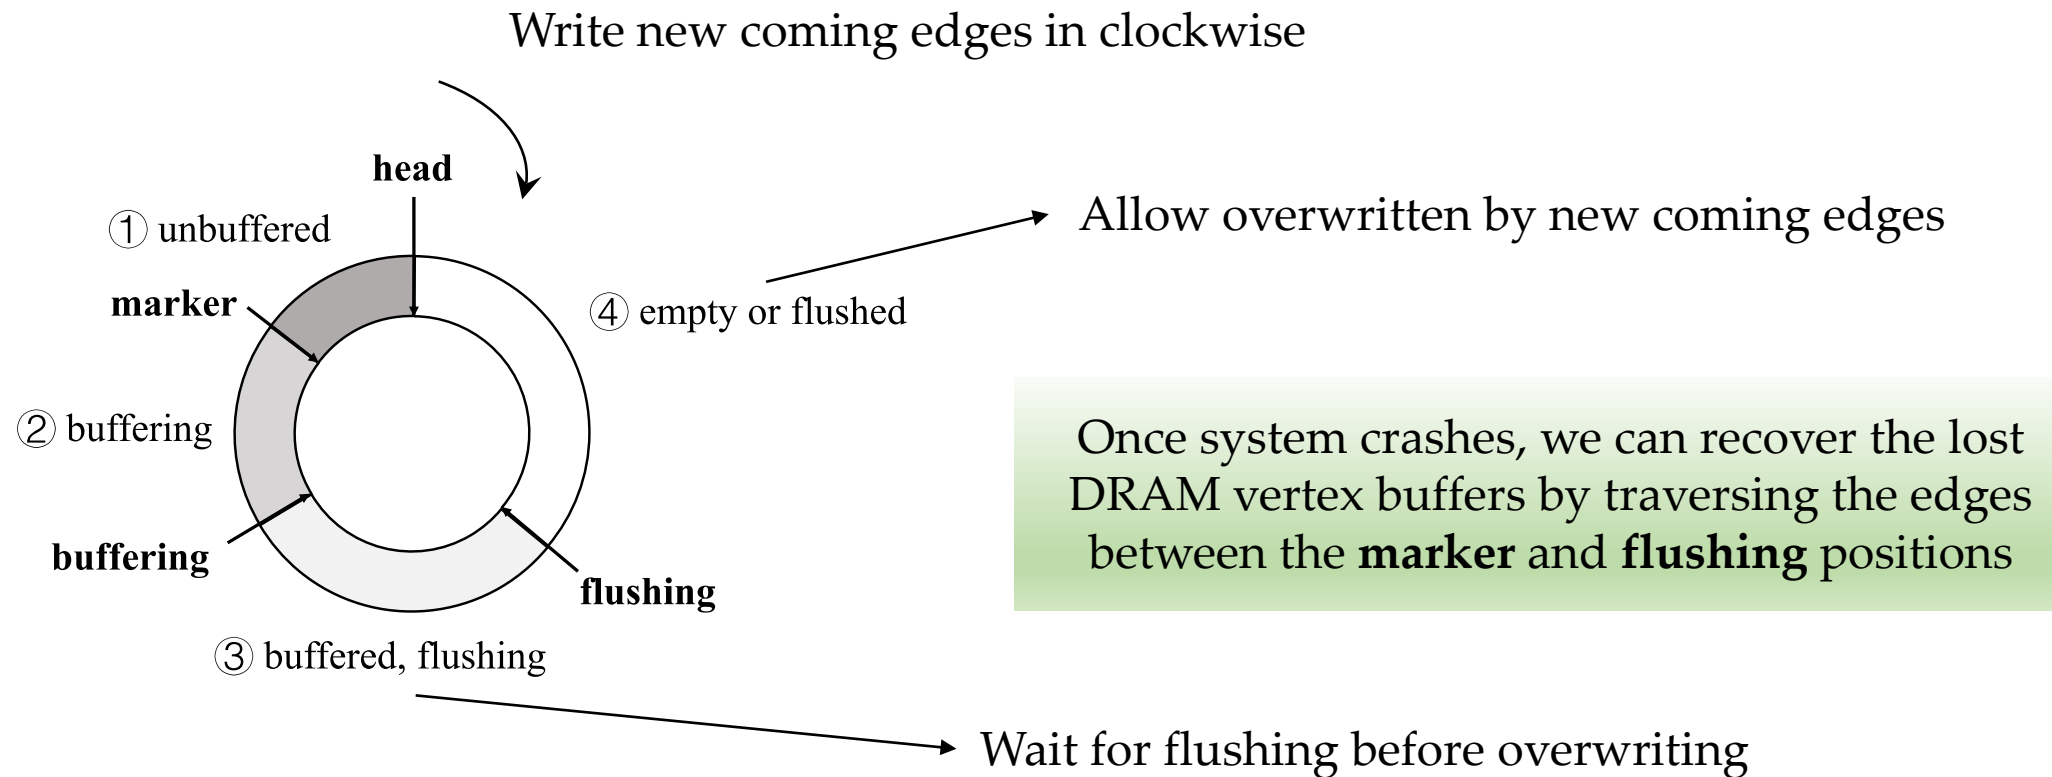 Write new coming edges in clockwise
head
① unbuffered
Allow overwritten by new coming edges
marker
④ empty or flushed
② buffering
Once system crashes, we can recover the lost
DRAM vertex buffers by traversing the edges
between the marker and flushing positions
buffering
flushing
③ buffered, flushing
Wait for flushing before overwriting